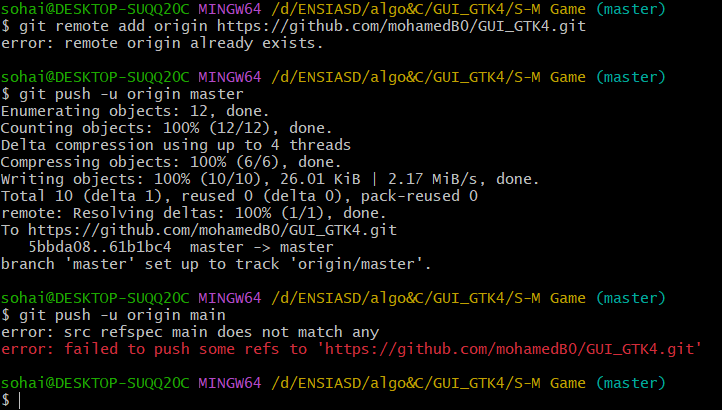 sohai@DESKTOP-SUQQ2OC MINGW64 /d/ENSIASD/algo&C/GUI_GTK4/S-M Game (master)
$ git remote add origin https://github.com/mohamedBO/GUI_GTK4.git
error: remote origin already exists.
sohai@DESKTOP-SUQQ2OC MINGW64 /d/ENSIASD/algo&C/GUI_GTK4/S-M Game (master)
$ git push -u origin master
Enumerating objects: 12, done.
Counting objects: 100% (12/12), done.
Delta compression using up to 4 threads
Compressing objects: 100% (6/6), done.
Writing objects: 100% (10/10), 26.01 KiB | 2.17 MiB/s, done.
Total 10 (delta 1), reused 0 (delta 0), pack-reused 0
remote: Resolving deltas: 100% (1/1), done.
To https://github.com/mohamedBO/GUI_GTK4.git
   5bbda08..61b1bc4  master -> master
branch 'master' set up to track 'origin/master'.
sohai@DESKTOP-SUQQ2OC MINGW64 /d/ENSIASD/algo&C/GUI_GTK4/S-M Game (master)
$ git push -u origin main
error: src refspec main does not match any
error: failed to push some refs to 'https://github.com/mohamedBO/GUI_GTK4.git'
sohai@DESKTOP-SUQQ2OC MINGW64 /d/ENSIASD/algo&C/GUI_GTK4/S-M Game (master)
$